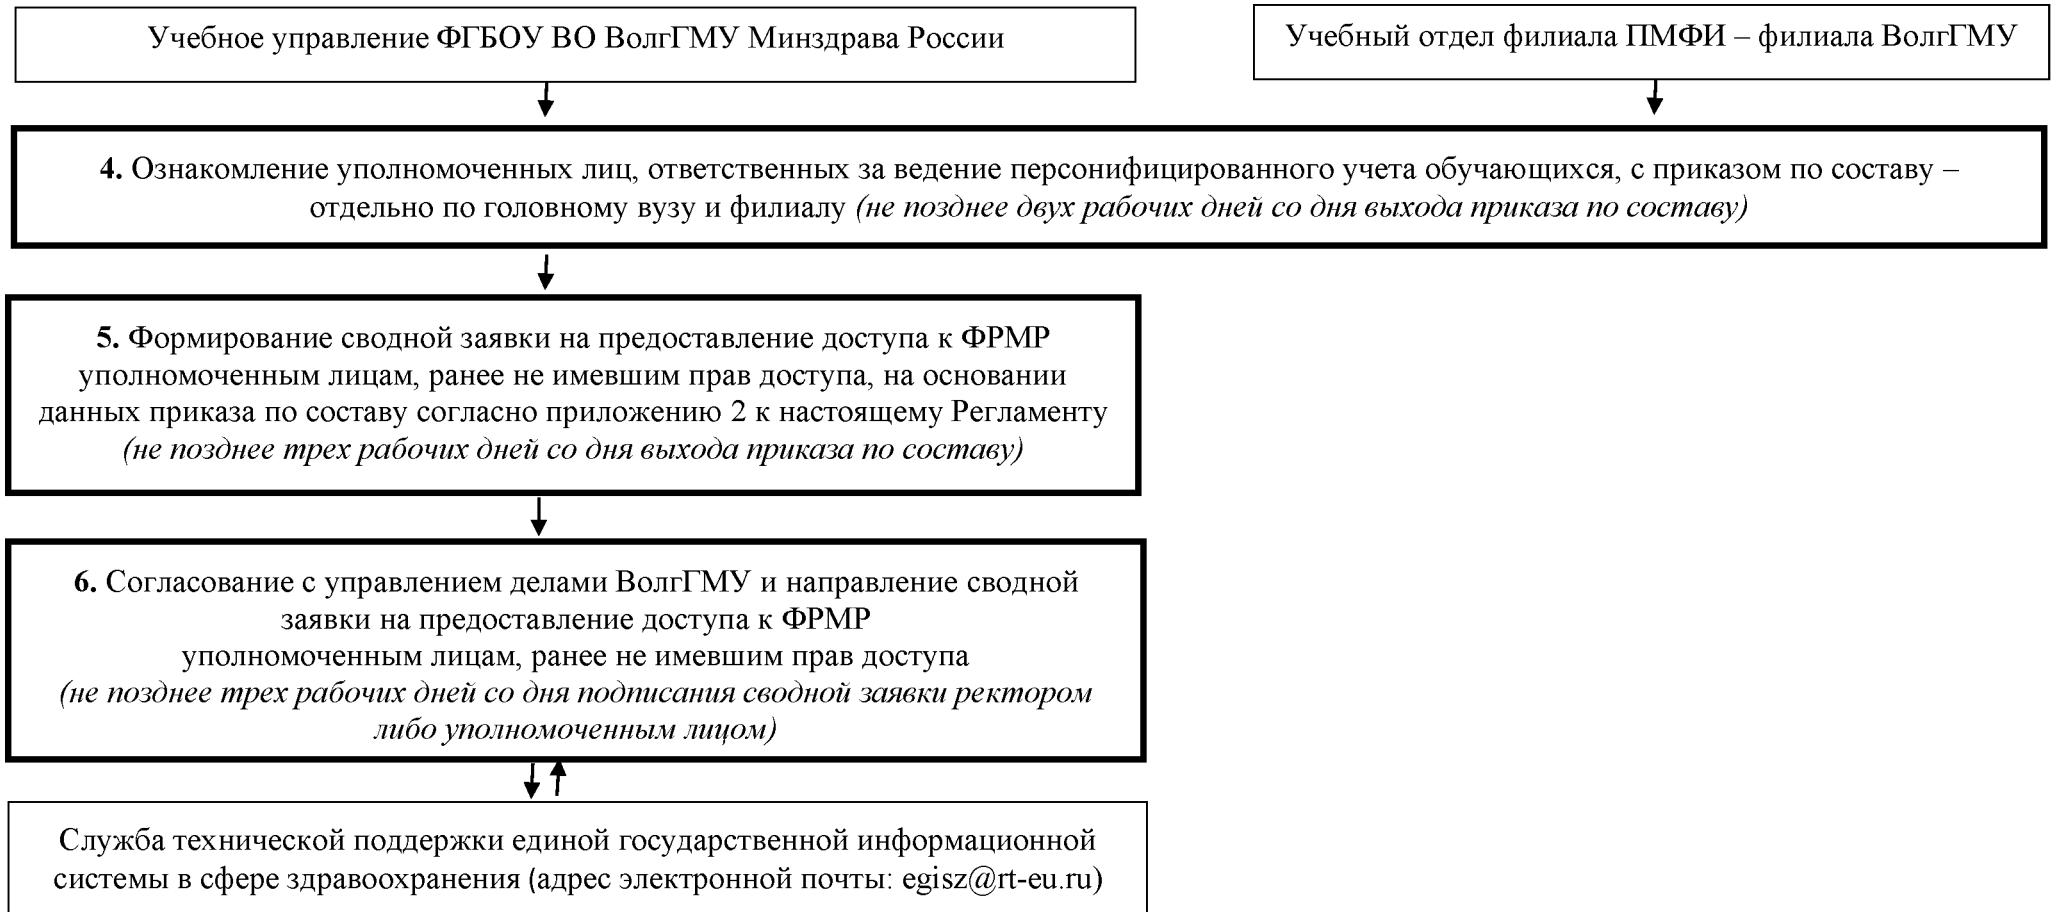 Учебное управление ФГБОУ ВО ВолгГМУ Минздрава России
Учебный отдел филиала ПМФИ – филиала ВолгГМУ
4. Ознакомление уполномоченных лиц, ответственных за ведение персонифицированного учета обучающихся, с приказом по составу –
отдельно по головному вузу и филиалу (не позднее двух рабочих дней со дня выхода приказа по составу)
5. Формирование сводной заявки на предоставление доступа к ФРМР
уполномоченным лицам, ранее не имевшим прав доступа, на основании
данных приказа по составу согласно приложению 2 к настоящему Регламенту
(не позднее трех рабочих дней со дня выхода приказа по составу)
6. Согласование с управлением делами ВолгГМУ и направление сводной
заявки на предоставление доступа к ФРМР
уполномоченным лицам, ранее не имевшим прав доступа
(не позднее трех рабочих дней со дня подписания сводной заявки ректором
либо уполномоченным лицом)
Служба технической поддержки единой государственной информационной
системы в сфере здравоохранения (адрес электронной почты: egisz@rt-eu.ru)